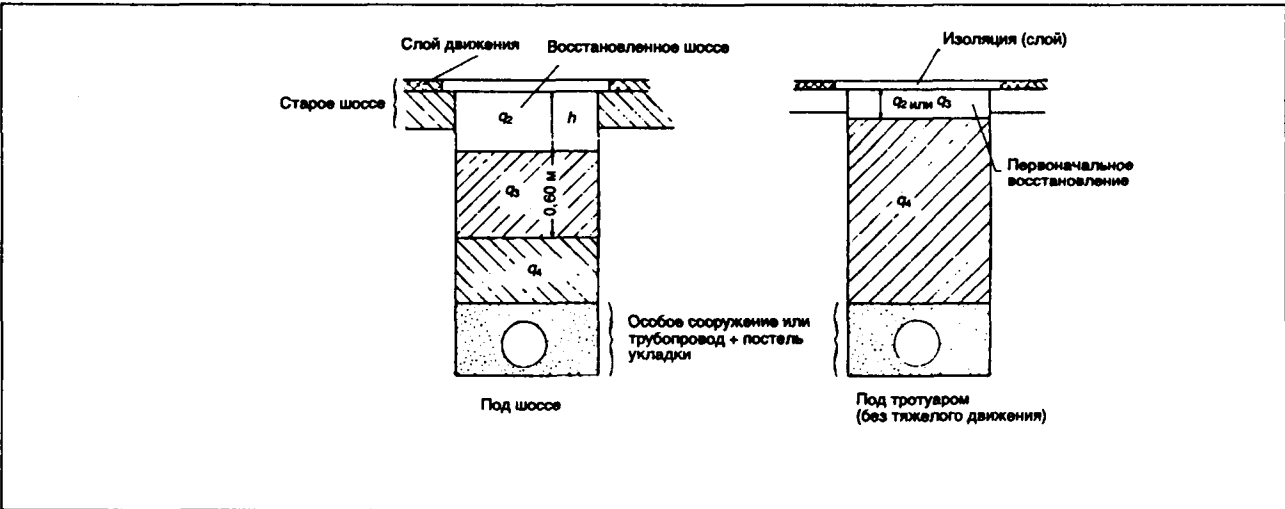 Слой движения
Восстановленное шоссе
Старое шоссе
q2
h
q3
0,60 м
q4
Особое сооружение или
трубопровод + постель
укладки
Под шоссе
Изоляция (слой)
q2 или q3
Первоначальное
восстановление
q4
Под тротуаром
(без тяжелого движения)